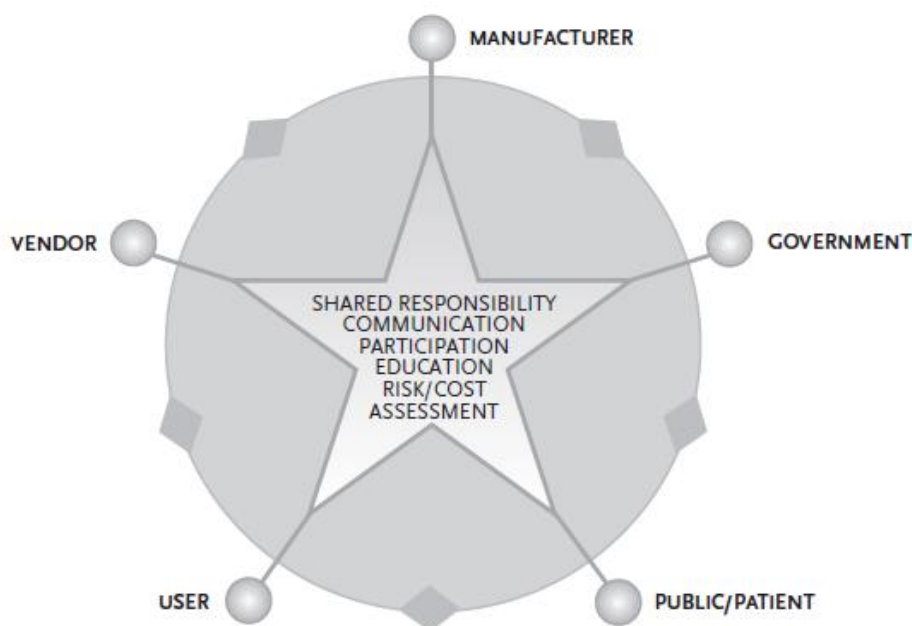 MANUFACTURER
VENDOR
GOVERNMENT
SHARED RESPONSIBILITY
COMMUNICATION
PARTICIPATION
EDUCATION
RISK/COST
ASSESSMENT
USER
PUBLIC/PATIENT